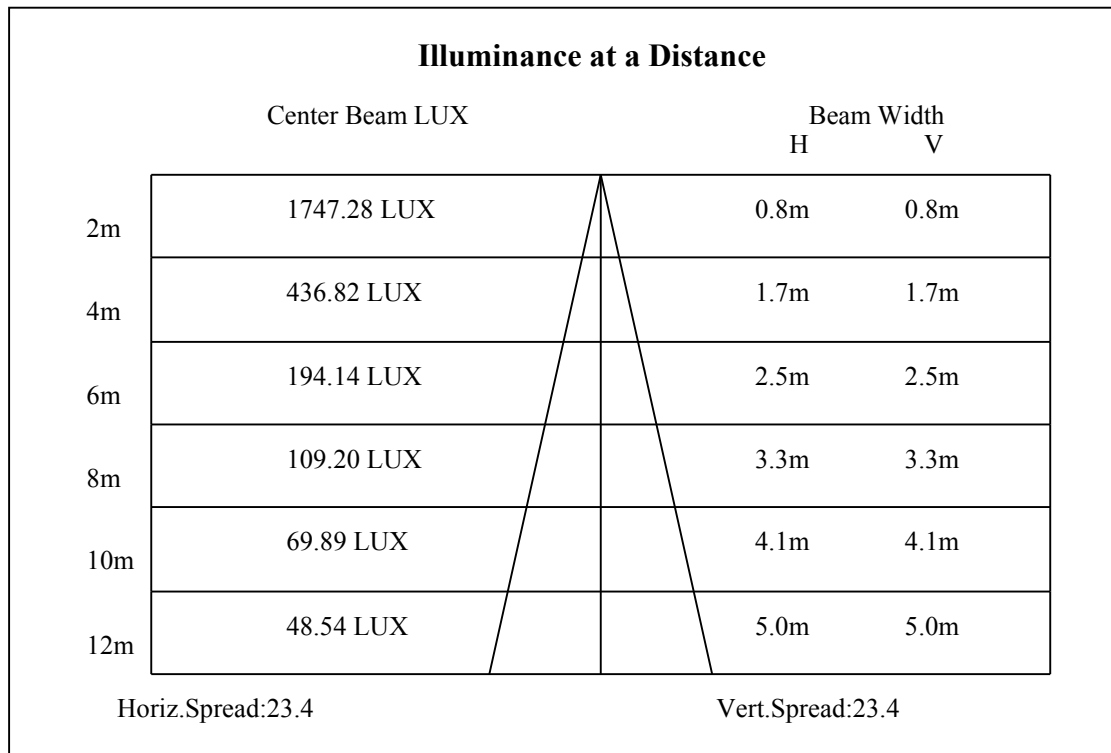 Illuminance at a Distance
Center Beam LUX Beam Width
H V
2m 1747.28 LUX 0.8m 0.8m
4m 436.82 LUX 1.7m 1.7m
6m 194.14 LUX 2.5m 2.5m
8m 109.20 LUX 3.3m 3.3m
10m 69.89 LUX 4.1m 4.1m
12m 48.54 LUX 5.0m 5.0m
Horiz.Spread:23.4 Vert.Spread:23.4